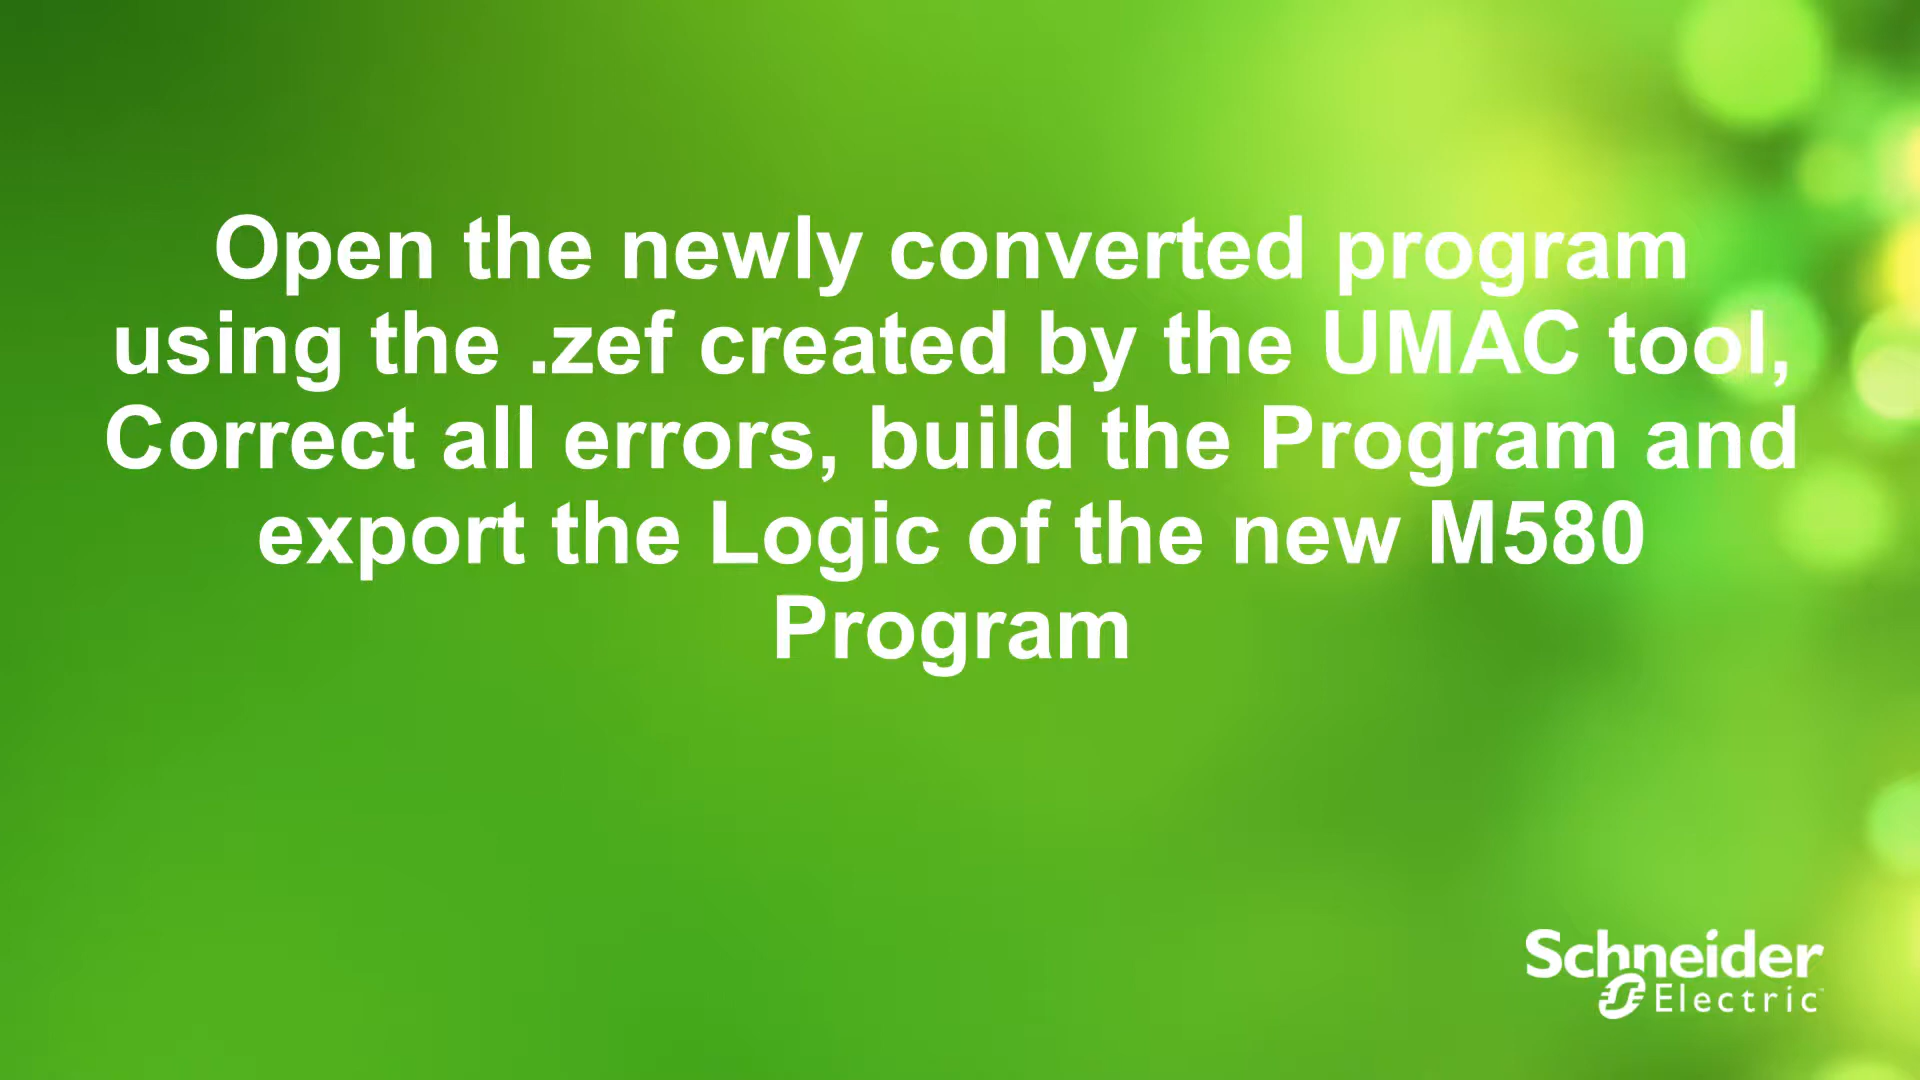 Open the newly converted program
using the .zef created by the UMAC tool,
Correct all errors, build the Program and
export the Logic of the new M580
Program
Schneider
Electric